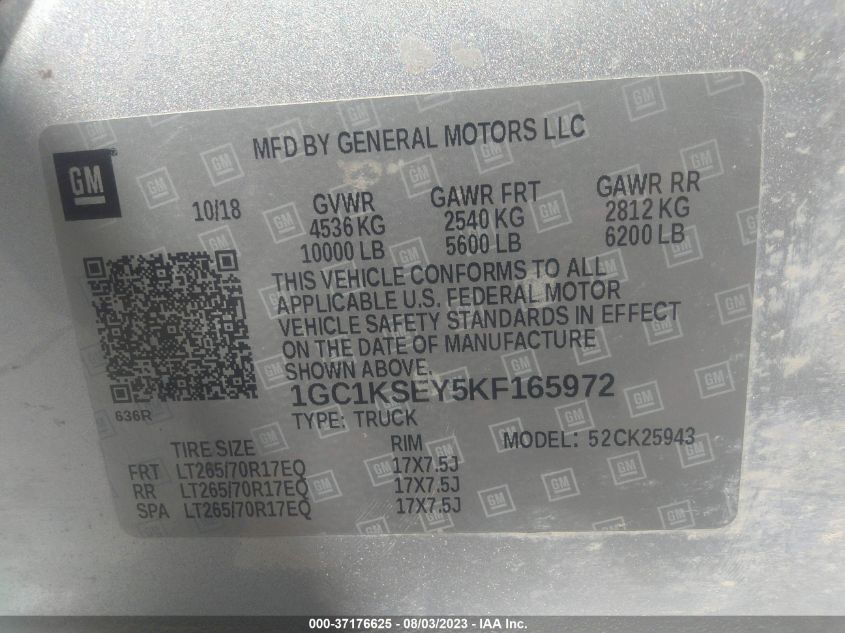 MFD BY GENERAL MOTORS LLC
GM
10/18 GVWR GAWR FRT GAWR RR
4536 KG 2540 KG 2812 KG
10000 LB 5600 LB 6200 LB
THIS VEHICLE CONFORMS TO ALL
APPLICABLE U.S. FEDERAL MOTOR
VEHICLE SAFETY STANDARDS IN EFFECT
ON THE DATE OF MANUFACTURE
SHOWN ABOVE.
1GC1KSEY5KF165972
636R
TYPE: TRUCK
MODEL: 52CK25943
TIRE SIZE RIM
FRT LT265/70R17EQ 17X7.5J
RR LT265/70R17EQ 17X7.5J
SPA LT265/70R17EQ 17X7.5J
000-37176625 - 08/03/2023 - IAA Inc.